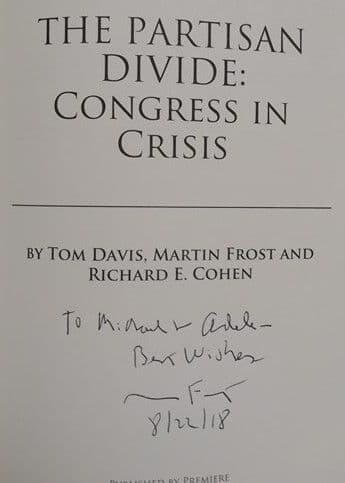 THE PARTISAN
DIVIDE:
CONGRESS IN
CRISIS
BY TOM DAVIS, MARTIN FROST AND
RICHARD E. COHEN
To Michael & Adele –
Best Wishes
8/22/18
PUBLISHED BY PREMIERE